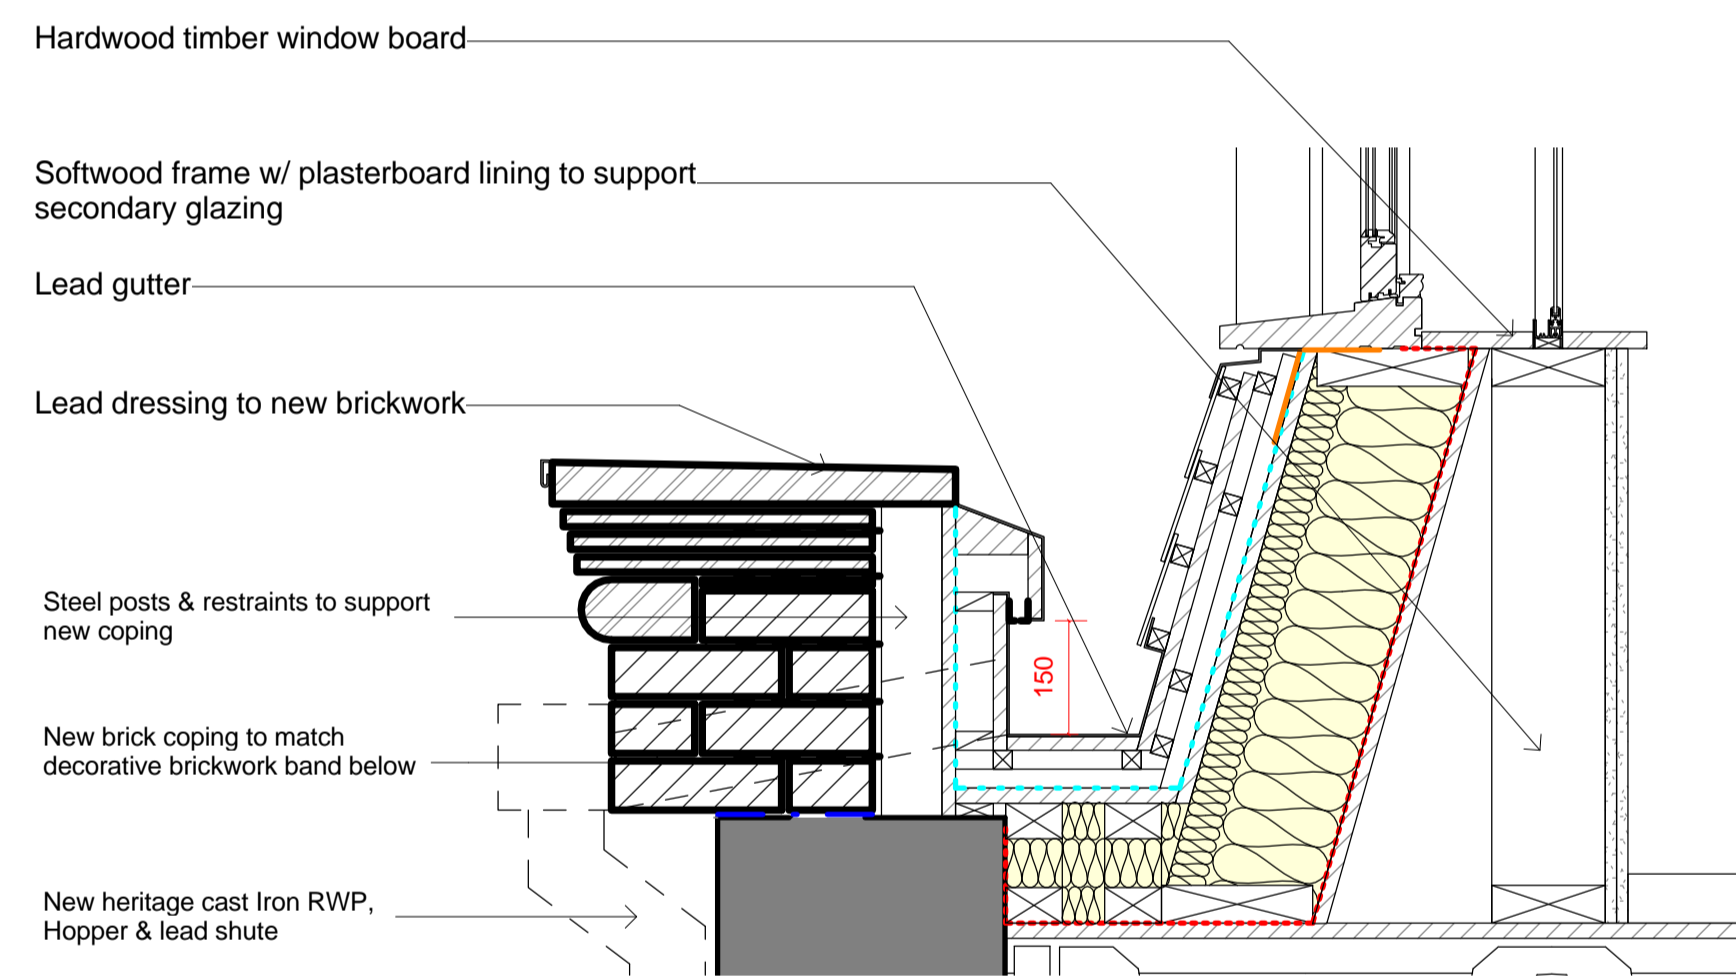 Hardwood timber window board
Softwood frame w/ plasterboard lining to support
secondary glazing
Lead gutter
Lead dressing to new brickwork
Steel posts & restraints to support
new coping
150
New brick coping to match
decorative brickwork band below
New heritage cast Iron RWP,
Hopper & lead shute